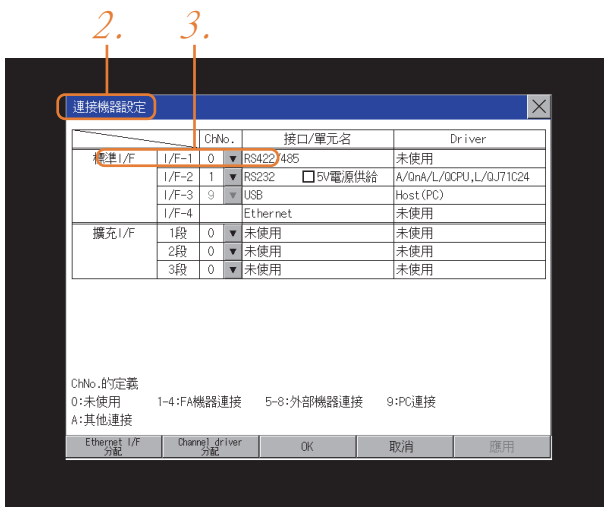 2. 3.
連接機器設定
ChNo. 接口/單元名 Driver
標準I/F I/F-1 0 ▼ RS422/485 未使用
I/F-2 1 ▼ RS232 □5V電源供給 A/QnA/L/QCPU,L/QJ71C24
I/F-3 9 ▼ USB Host(PC)
I/F-4 Ethernet 未使用
擴充I/F 1段 0 ▼ 未使用 未使用
2段 0 ▼ 未使用 未使用
3段 0 ▼ 未使用 未使用
ChNo.的定義
0:未使用 1-4:FA機器連接 5-8:外部機器連接 9:PC連接
A:其他連接
Ethernet I/F 分配 Channel driver 分配 OK 取消 應用